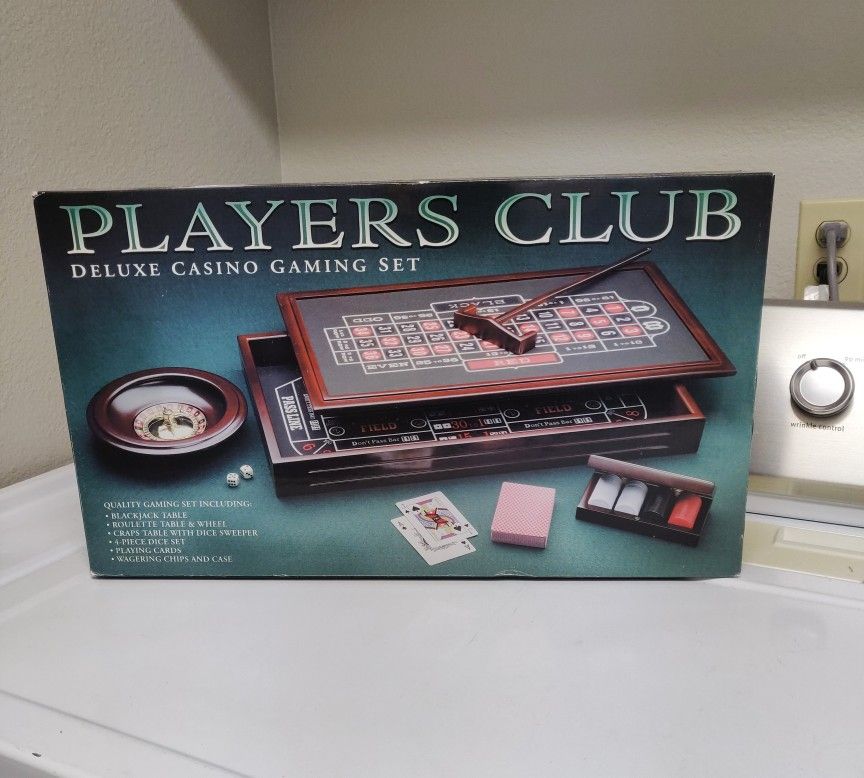 PLAYERS CLUB
DELUXE CASINO GAMING SET
BLACK
ODD
EVEN
RED
PASS LINE
FIELD
FIELD
Don't Pass Bar
Don't Pass Bar
QUALITY GAMING SET INCLUDING:
• BLACKJACK TABLE
• ROULETTE TABLE & WHEEL
• CRAPS TABLE WITH DICE SWEEPER
• 4-PIECE DICE SET
• PLAYING CARDS
• WAGERING CHIPS AND CASE
off
wrinkle control